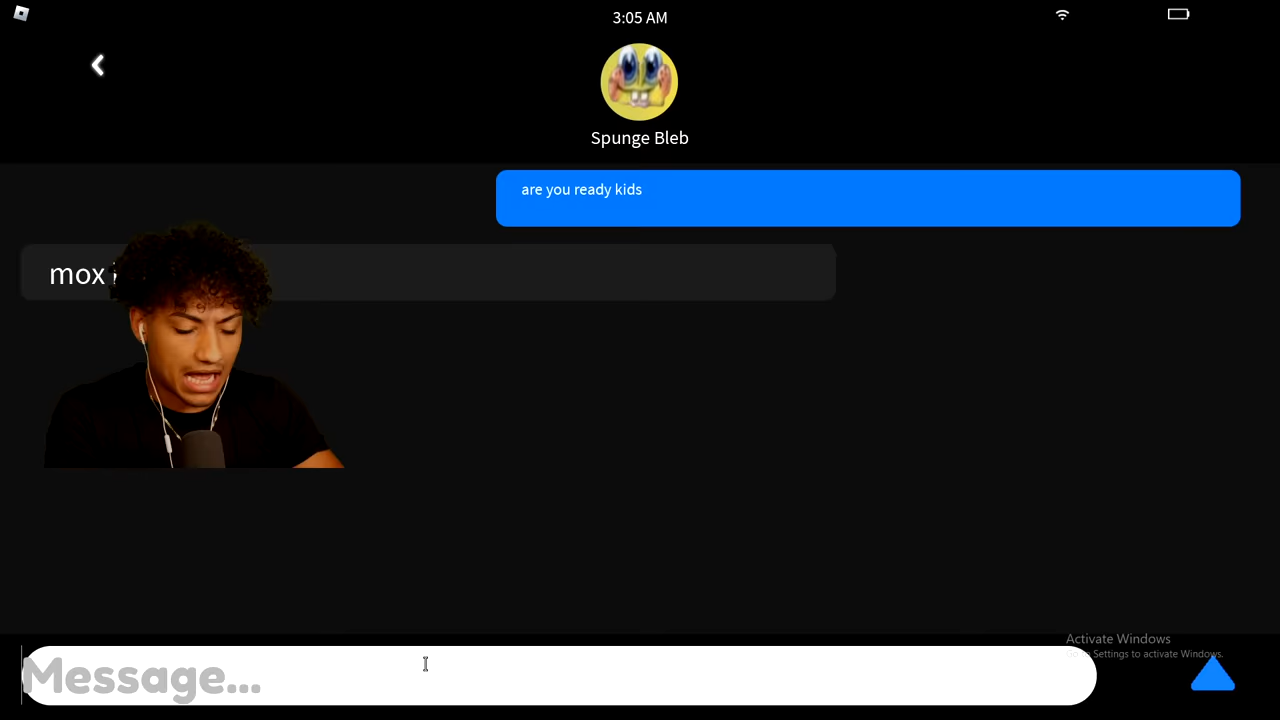 3:05 AM
Spunge Bleb
are you ready kids
mox
Activate Windows
Settings to activate Windows.
Message...